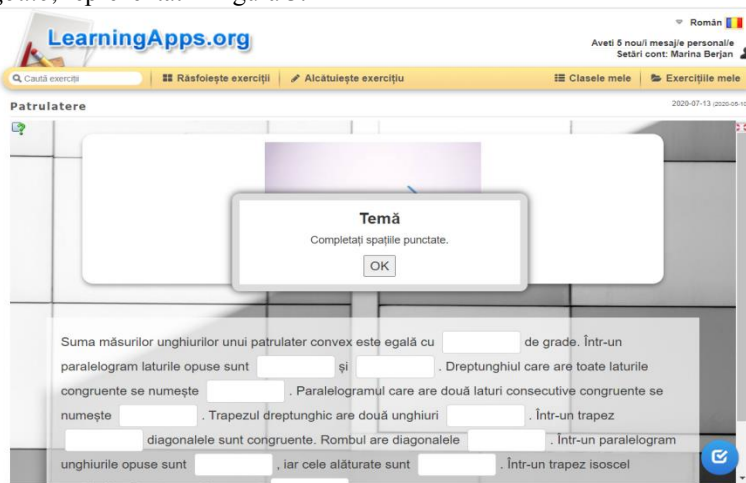 LearningApps.org
Român
Aveti 5 nou/i mesaj/e personal/e
Setări cont: Marina Berjan
Caută exerciții
Răsfoiește exerciții
Alcătuiește exercițiu
Clasele mele
Exercițiile mele
Patrulatere
2020-07-13
Temă
Completați spațiile punctate.
OK
Suma măsurilor unghiurilor unui patrulater convex este egală cu de grade. Într-un
paralelogram laturile opuse sunt și . Dreptunghiul care are toate laturile
congruente se numește . Paralelogramul care are două laturi consecutive congruente se
numește . Trapezul dreptunghic are două unghiuri . Într-un trapez
diagonalele sunt congruente. Rombul are diagonalele . Într-un paralelogram
unghiurile opuse sunt , iar cele alăturate sunt . Într-un trapez isoscel